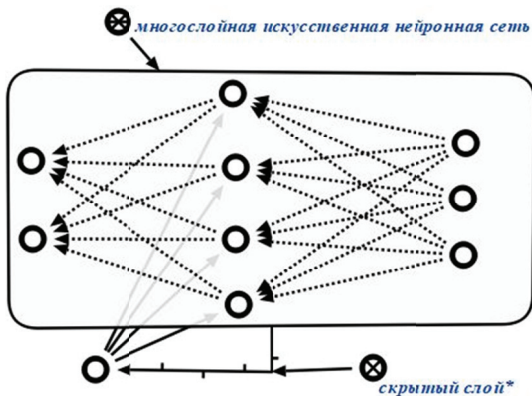 многослойная искусственная нейронная сеть
скрытый слой*